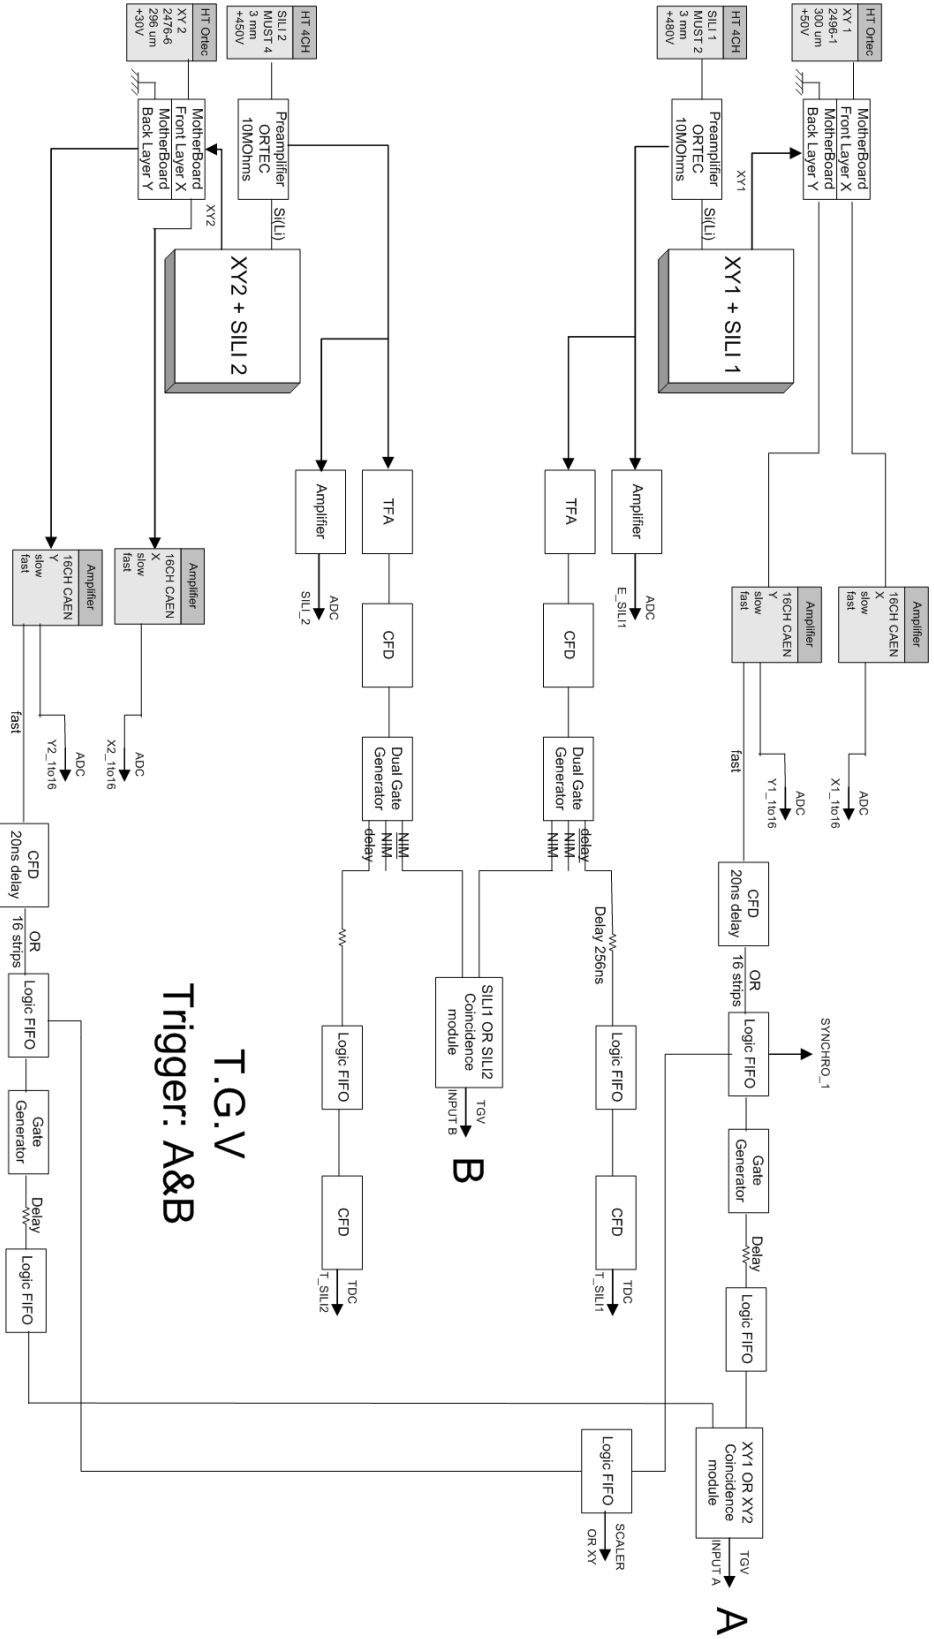 HT Ortec
XY 1
2496-1
300 um
+50V
MotherBoard
Front Layer X
MotherBoard
Back Layer Y
HT 4CH
SILI 1
MUST 2
3 mm
+480V
Preamplifier
ORTEC
10MOhms
Si(Li)
XY1
XY1 + SILI 1
Amplifier
16CH CAEN
X
slow
fast
ADC
X1_1to16
Amplifier
16CH CAEN
Y
slow
fast
ADC
Y1_1to16
fast
CFD
20ns delay
OR
16 strips
Logic FIFO
SYNCHRO_1
Gate
Generator
Delay
Logic FIFO
XY1 OR XY2
Coincidence
module
TGV
INPUT A
A
Amplifier
ADC
E_SILI1
TFA
CFD
Dual Gate
Generator
delay
NIM
NIM
Delay 256ns
Logic FIFO
CFD
TDC
T_SILI1
Logic FIFO
SCALER
OR XY
SILI1 OR SILI2
Coincidence
module
TGV
INPUT B
B
HT 4CH
SILI 2
MUST 4
3 mm
+450V
Preamplifier
ORTEC
10MOhms
Si(Li)
HT Ortec
XY 2
2476-6
296 um
+30V
MotherBoard
Front Layer X
MotherBoard
Back Layer Y
XY2
XY2 + SILI 2
TFA
CFD
Dual Gate
Generator
NIM
NIM
delay
Logic FIFO
CFD
TDC
T_SILI2
Amplifier
ADC
SILI_2
T.G.V
Trigger: A&B
Amplifier
16CH CAEN
X
slow
fast
ADC
X2_1to16
Amplifier
16CH CAEN
Y
slow
fast
ADC
Y2_1to16
fast
CFD
20ns delay
OR
16 strips
Logic FIFO
Gate
Generator
Delay
Logic FIFO